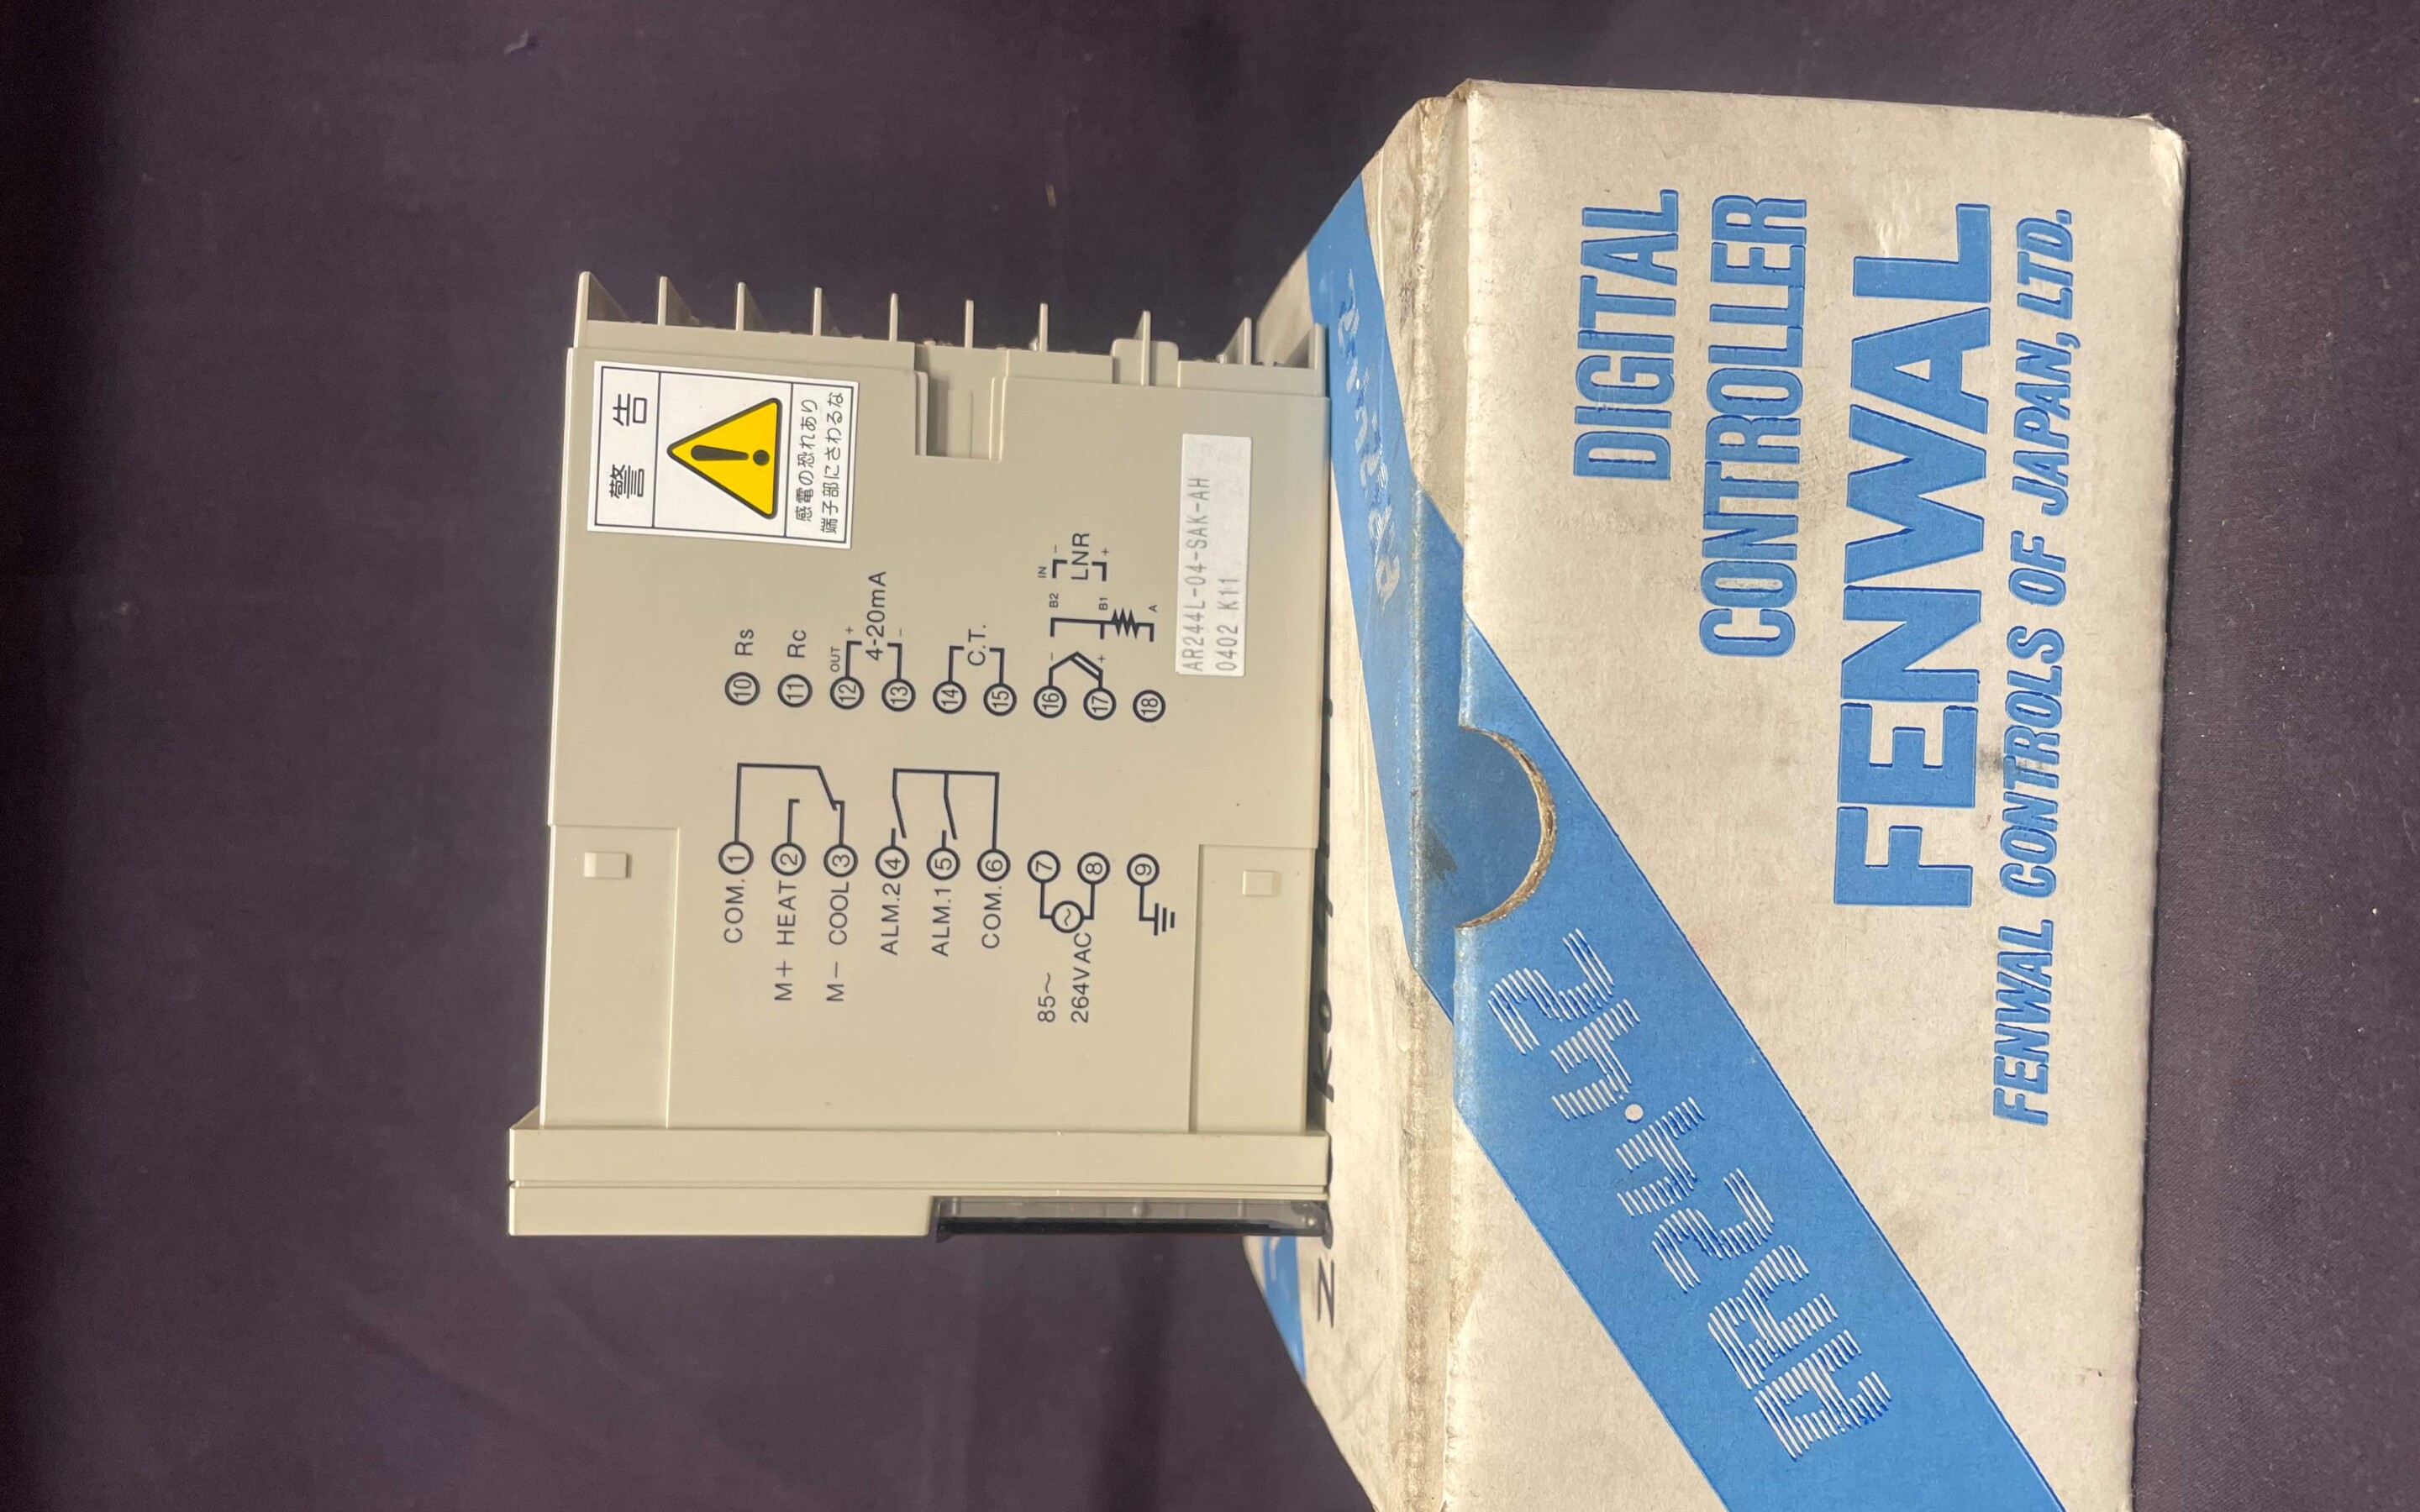 警 告
感電の恐れあり
端子部にさわるな
COM. 1
M+ HEAT 2
M- COOL 3
ALM.2 4
ALM.1 5
COM. 6
85~
264VAC
7
8
9
10 Rs
11 Rc
12 OUT +
4-20mA
13 -
14
C.T.
15
16 - B2 IN -
LNR
17 + B1 +
18 A
AR244L-04-SAK-AH
0402 K11
DIGITAL
CONTROLLER
FENWAL
FENWAL CONTROLS OF JAPAN, LTD.